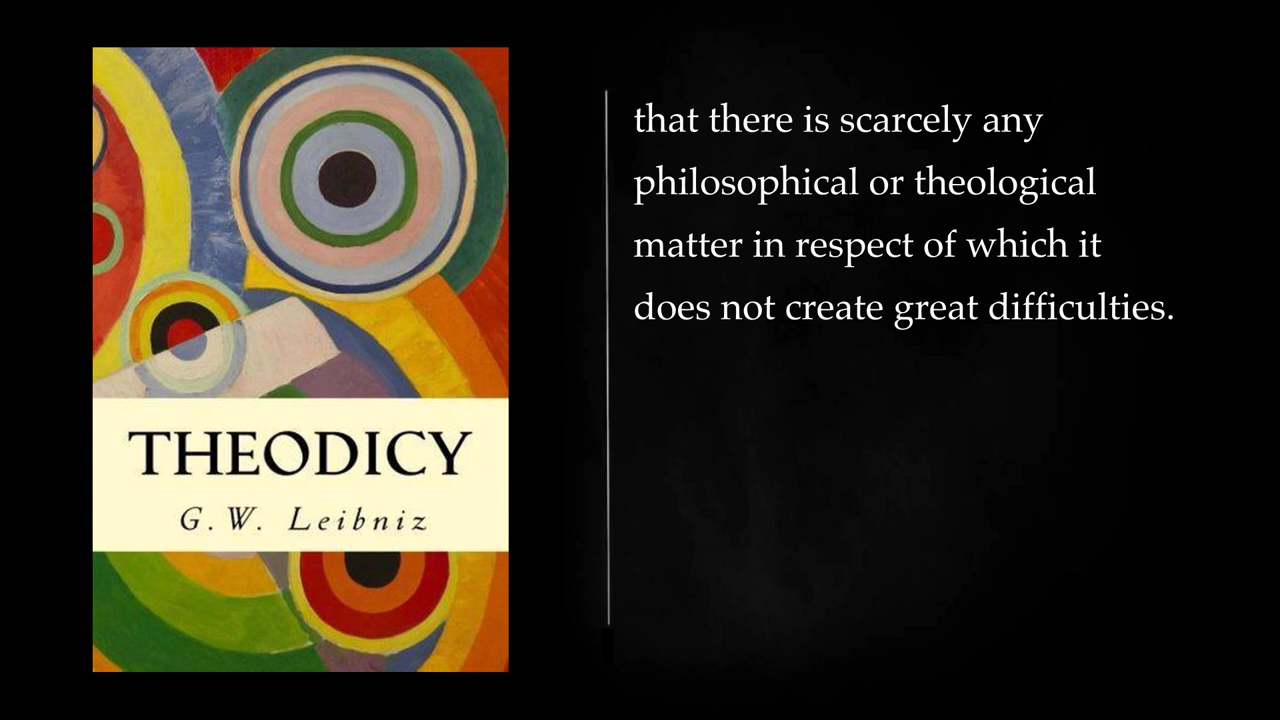 THEODICY
G. W. Leibniz
that there is scarcely any
philosophical or theological
matter in respect of which it
does not create great difficulties.